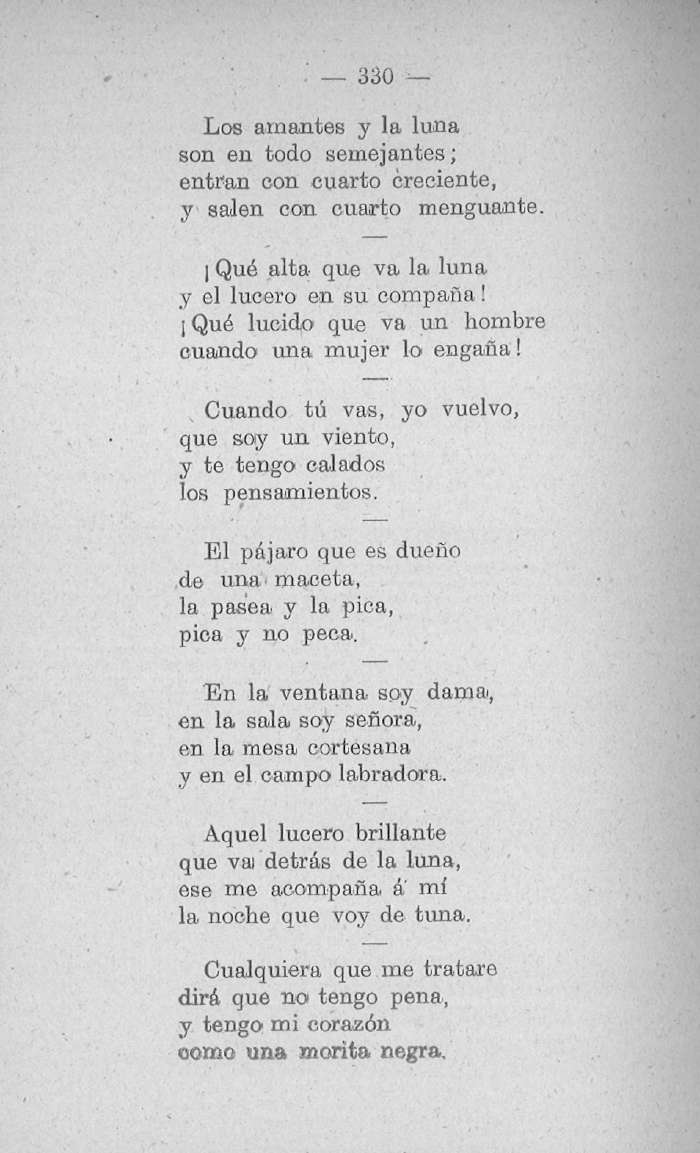 — 330 —
Los amantes y la luna
son en todo semejantes;
entran con cuarto creciente,
y salen con cuarto menguante.
¡Qué alta que va la luna
y el lucero en su compaña!
¡Qué lucido que va un hombre
cuando una mujer lo engaña!
Cuando tú vas, yo vuelvo,
que soy un viento,
y te tengo calados
los pensamientos.
El pájaro que es dueño
de una maceta,
la pasea y la pica,
pica y no peca.
En la ventana soy dama,
en la sala soy señora,
en la mesa cortesana
y en el campo labradora.
Aquel lucero brillante
que va detrás de la luna,
ese me acompaña á mí
la noche que voy de tuna.
Cualquiera que me tratare
dirá que no tengo pena,
y tengo mi corazón
como una morita negra.